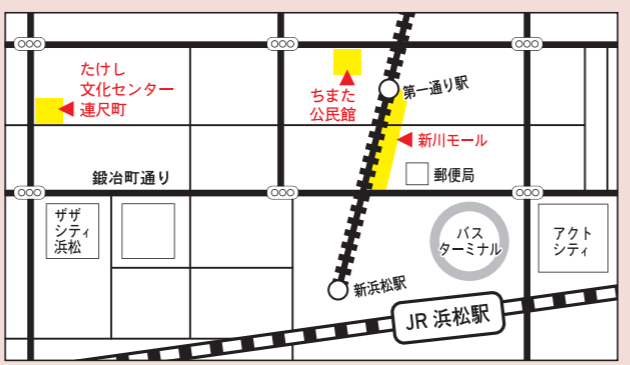 たけし
文化センター
連尺町
ちまた
公民館
第一通り駅
新川モール
鍛冶町通り
郵便局
ザザ
シティ
浜松
バス
ターミナル
アクト
シティ
新浜松駅
JR 浜松駅